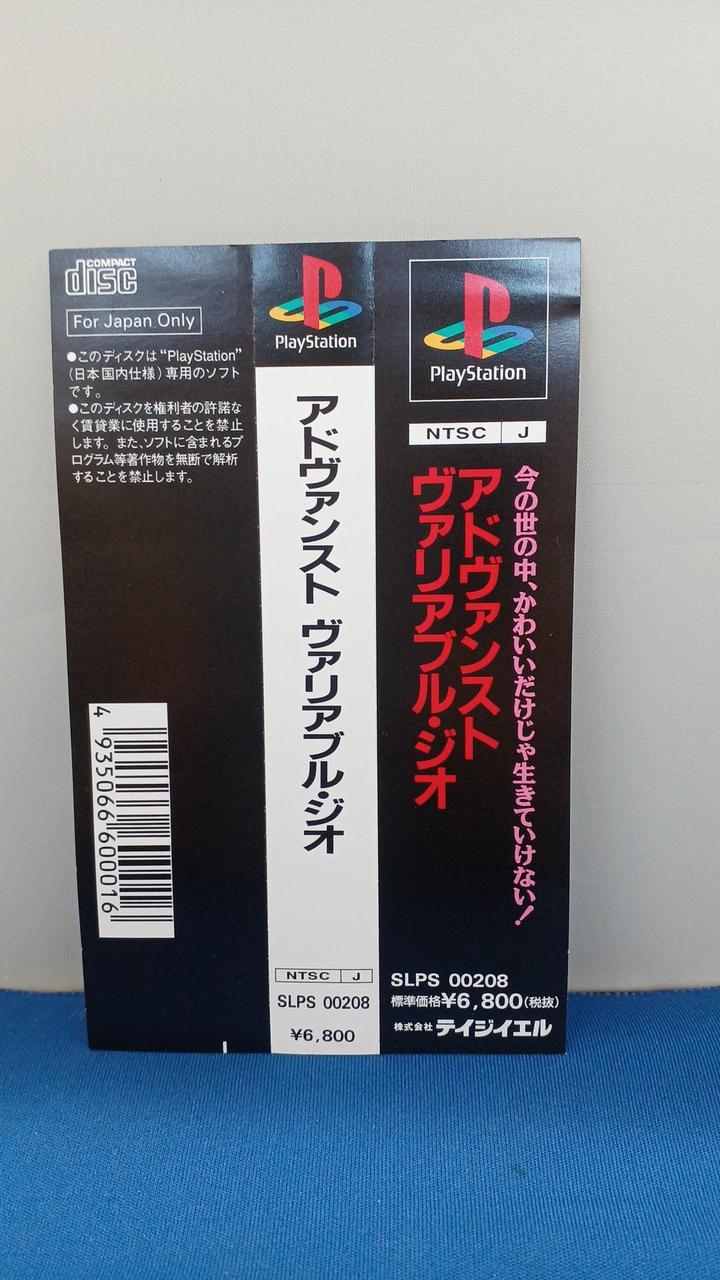 COMPACT
disc
For Japan Only
●このディスクは“PlayStation”
(日本国内仕様)専用のソフト
です。
●このディスクを権利者の許諾な
く賃貸業に使用することを禁止
します。また、ソフトに含まれるプ
ログラム等著作物を無断で解析
することを禁止します。
4 935066 600016
PlayStation
アドヴァンスト ヴァリアブル・ジオ
NTSC J
SLPS 00208
¥6,800
PlayStation
NTSC J
今の世の中、かわいいだけじゃ生きていけない!
アドヴァンスト
ヴァリアブル・ジオ
SLPS 00208
標準価格¥6,800(税抜)
株式会社 テイジイエル